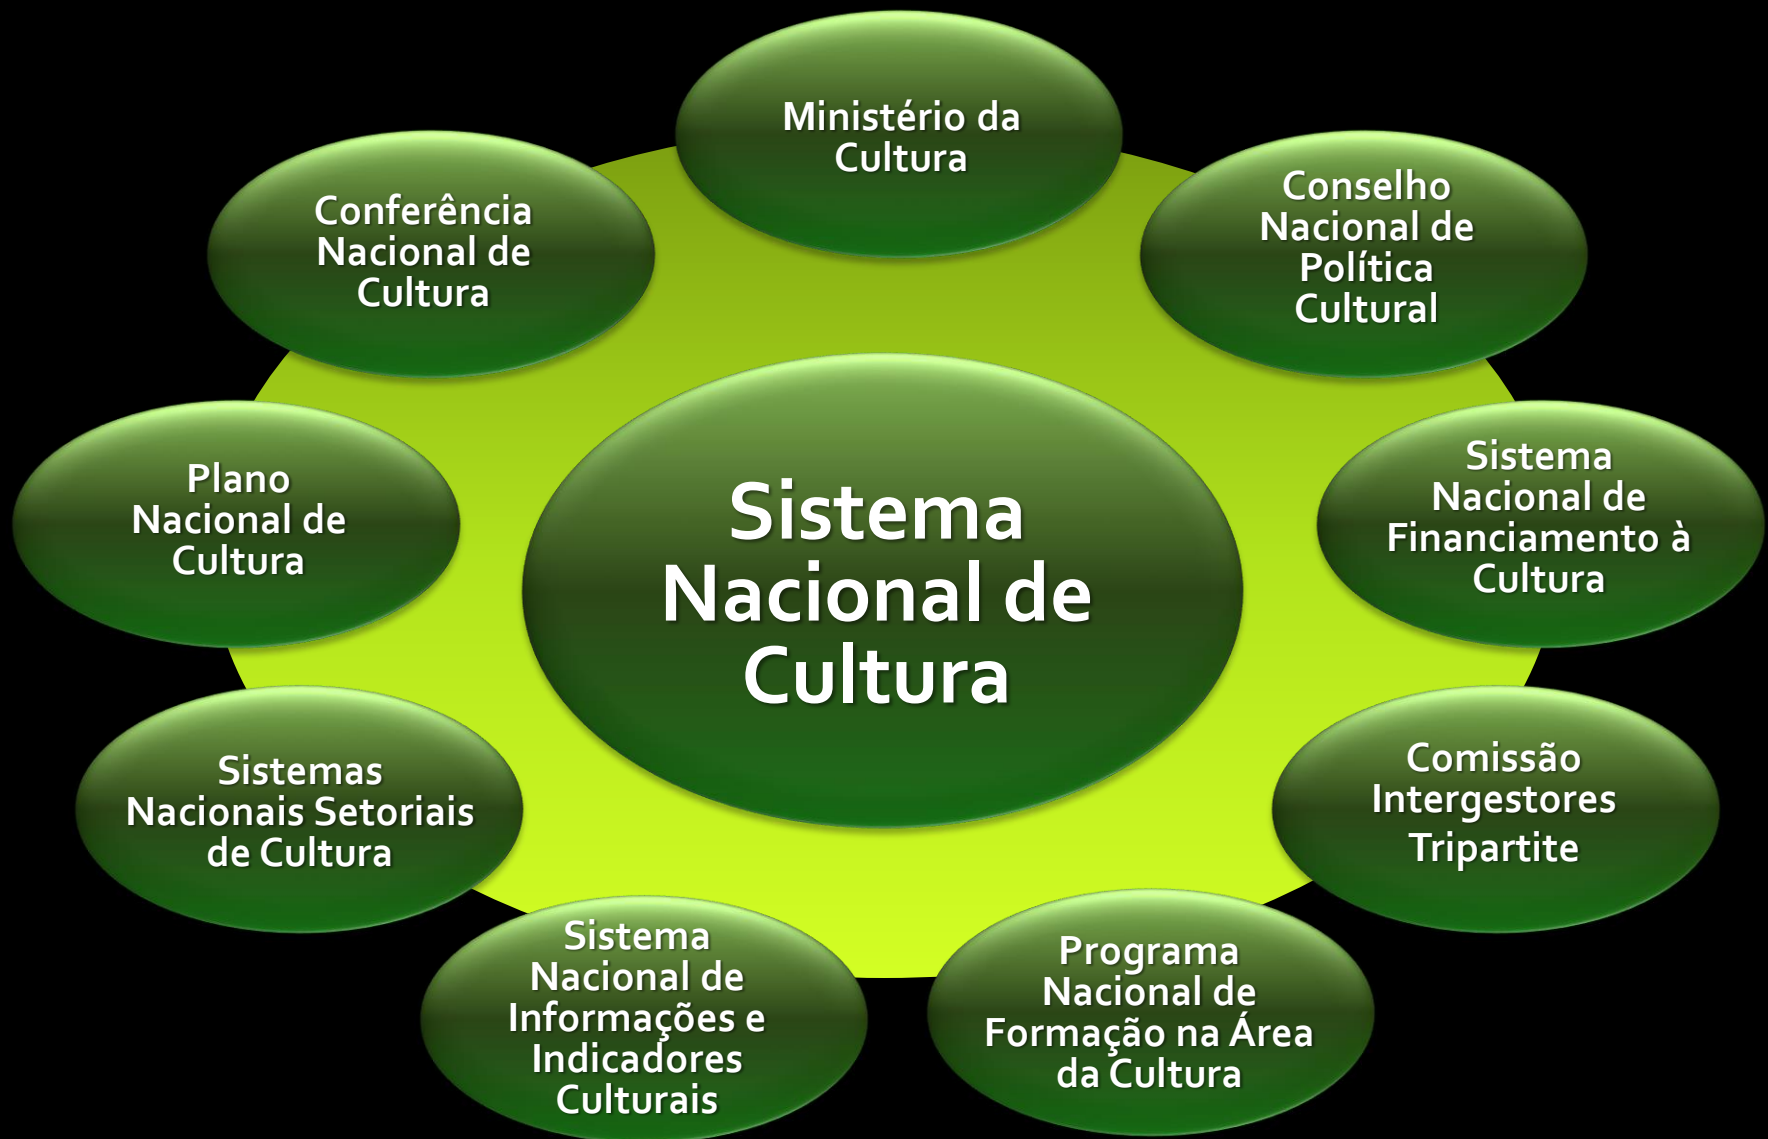 Ministério da
Cultura
Conferência
Nacional de
Cultura
Conselho
Nacional de
Política
Cultural
Plano
Nacional de
Cultura
Sistema
Nacional de
Cultura
Sistema
Nacional de
Financiamento à
Cultura
Sistemas
Nacionais Setoriais
de Cultura
Comissão
Intergestores
Tripartite
Sistema
Nacional de
Informações e
Indicadores
Culturais
Programa
Nacional de
Formação na Área
da Cultura